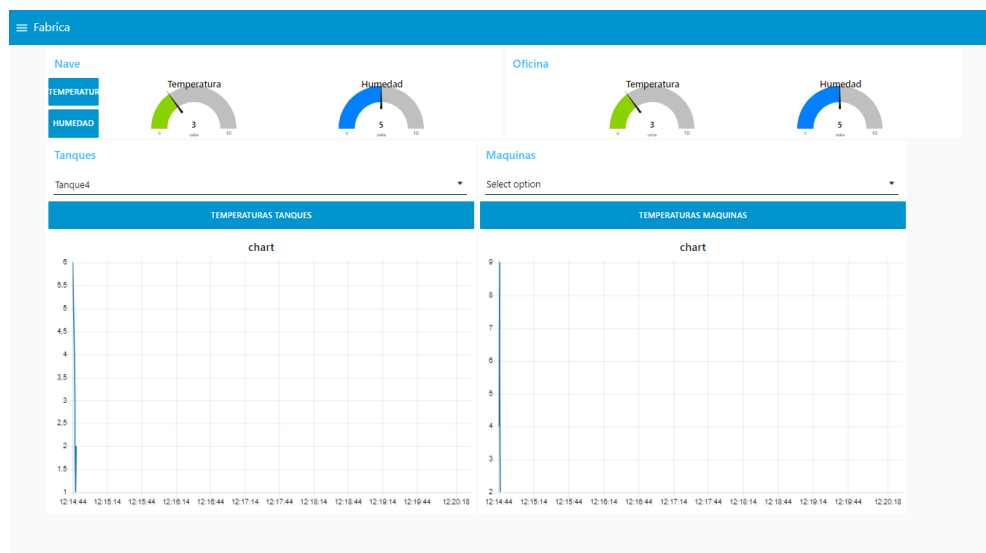 Fabrica
Nave
Oficina
TEMPERATUR
HUMEDAD
Temperatura
3
units
0
10
Humedad
5
units
0
10
Temperatura
3
units
0
10
Humedad
5
units
0
10
Tanques
Tanque4
TEMPERATURAS TANQUES
chart
6
5,5
5
4,5
4
3,5
3
2,5
2
1,5
1
12:14:44 12:15:14 12:15:44 12:16:14 12:16:44 12:17:14 12:17:44 12:18:14 12:18:44 12:19:14 12:19:44 12:20:18
Maquinas
Select option
TEMPERATURAS MAQUINAS
chart
9
8
7
6
5
4
3
2
12:14:44 12:15:14 12:15:44 12:16:14 12:16:44 12:17:14 12:17:44 12:18:14 12:18:44 12:19:14 12:19:44 12:20:18